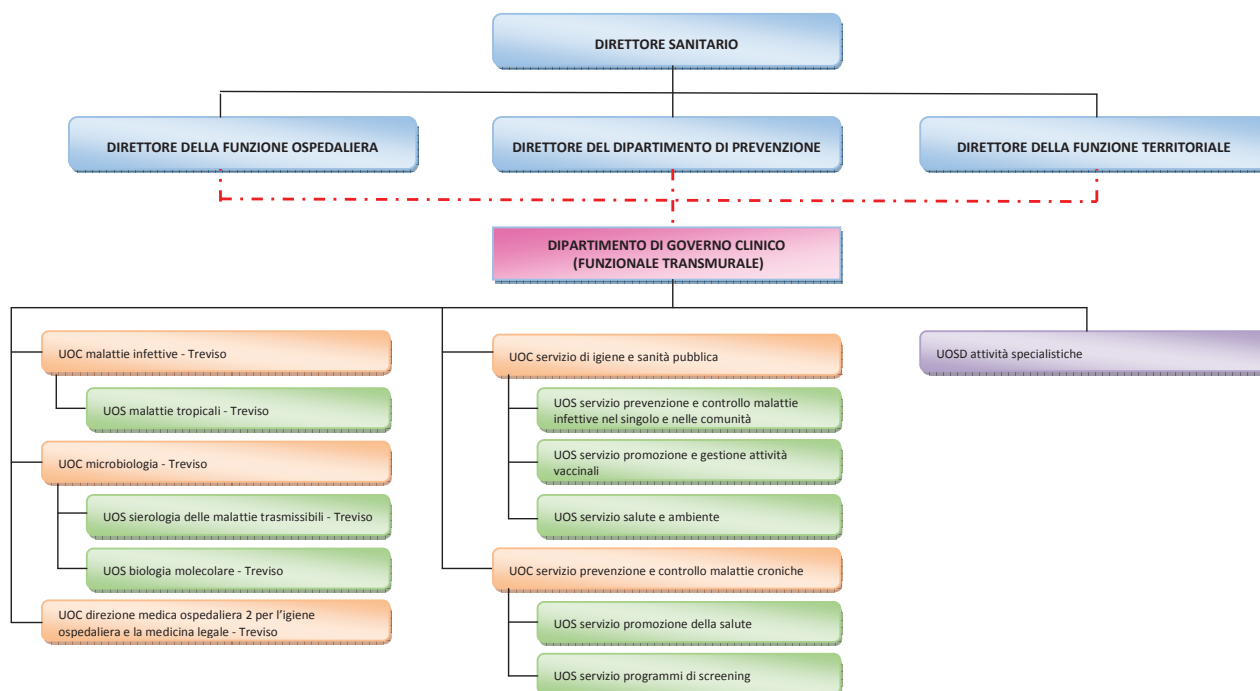 DIRETTORE SANITARIO
DIRETTORE DELLA FUNZIONE OSPEDALIERA
DIRETTORE DEL DIPARTIMENTO DI PREVENZIONE
DIRETTORE DELLA FUNZIONE TERRITORIALE
DIPARTIMENTO DI GOVERNO CLINICO
(FUNZIONALE TRANSMURALE)
UOC malattie infettive - Treviso
UOS malattie tropicali - Treviso
UOC microbiologia - Treviso
UOS sierologia delle malattie trasmissibili - Treviso
UOS biologia molecolare - Treviso
UOC direzione medica ospedaliera 2 per l'igiene
ospedaliera e la medicina legale - Treviso
UOC servizio di igiene e sanità pubblica
UOS servizio prevenzione e controllo malattie
infettive nel singolo e nelle comunità
UOS servizio promozione e gestione attività
vaccinali
UOS servizio salute e ambiente
UOC servizio prevenzione e controllo malattie croniche
UOS servizio promozione della salute
UOS servizio programmi di screening
UOSD attività specialistiche